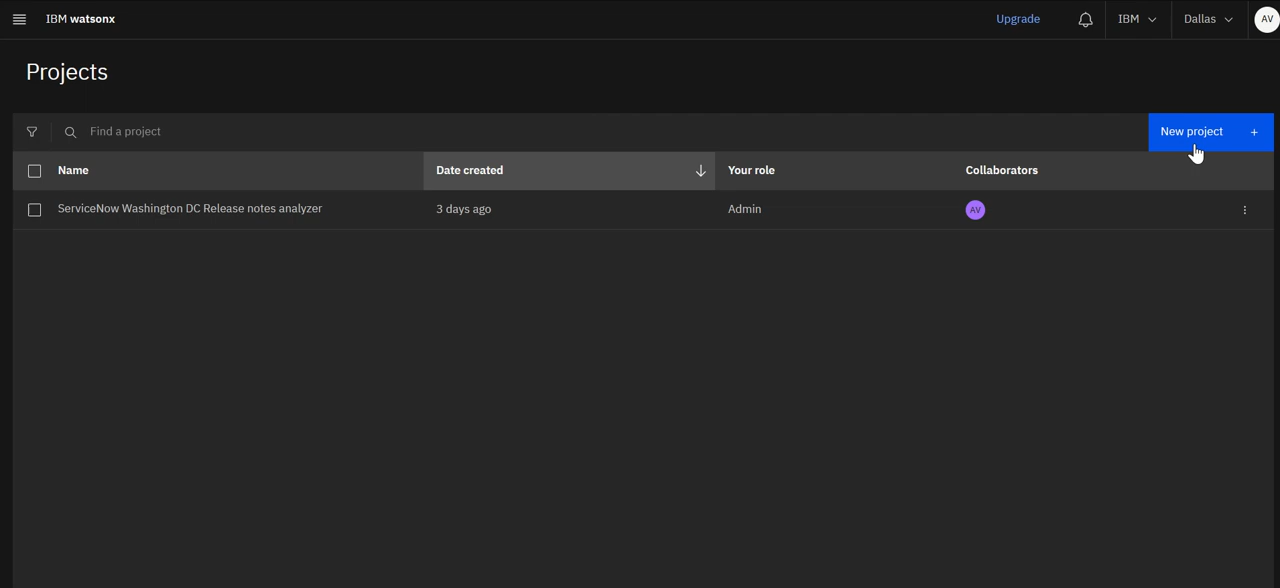 IBM watsonx Upgrade IBM Dallas AV
Projects
Find a project New project +
Name Date created Your role Collaborators
ServiceNow Washington DC Release notes analyzer 3 days ago Admin AV